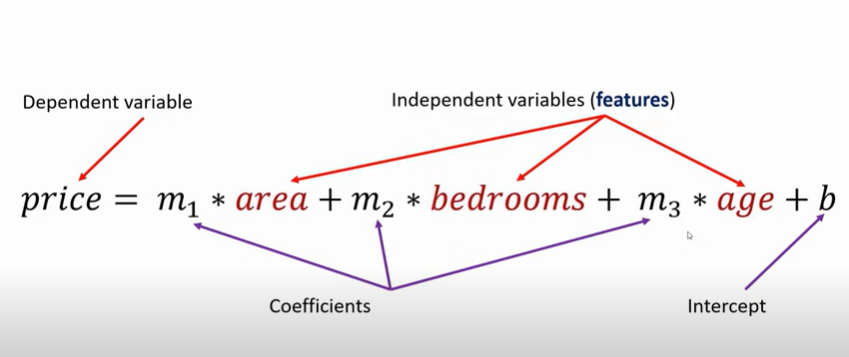 Dependent variable
Independent variables (features)
price = m₁ * area + m₂ * bedrooms + m₃ * age + b
Coefficients
Intercept